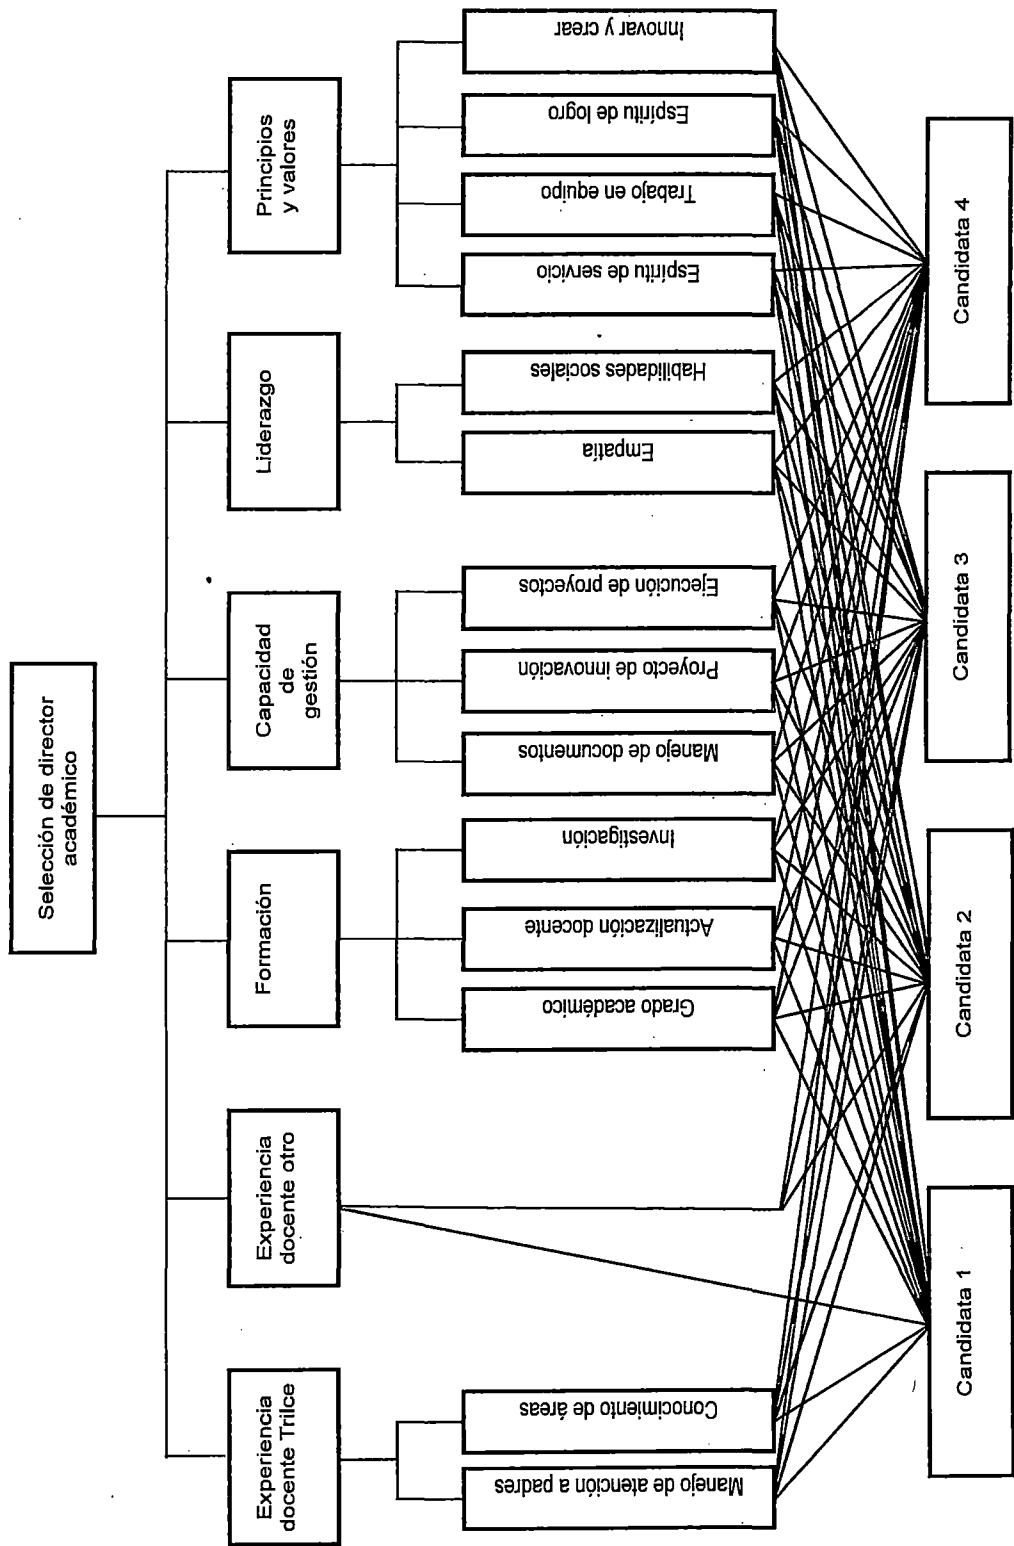 Selección de director
académico
Experiencia
docente Trilce
Experiencia
docente otro
Formación
Capacidad
de
gestión
Liderazgo
Principios
y valores
Manejo de atención a padres
Conocimiento de áreas
Grado académico
Actualización docente
Investigación
Manejo de documentos
Proyecto de innovación
Ejecución de proyectos
Empatía
Habilidades sociales
Espíritu de servicio
Trabajo en equipo
Espíritu de logro
Innovar y crear
Candidata 1
Candidata 2
Candidata 3
Candidata 4